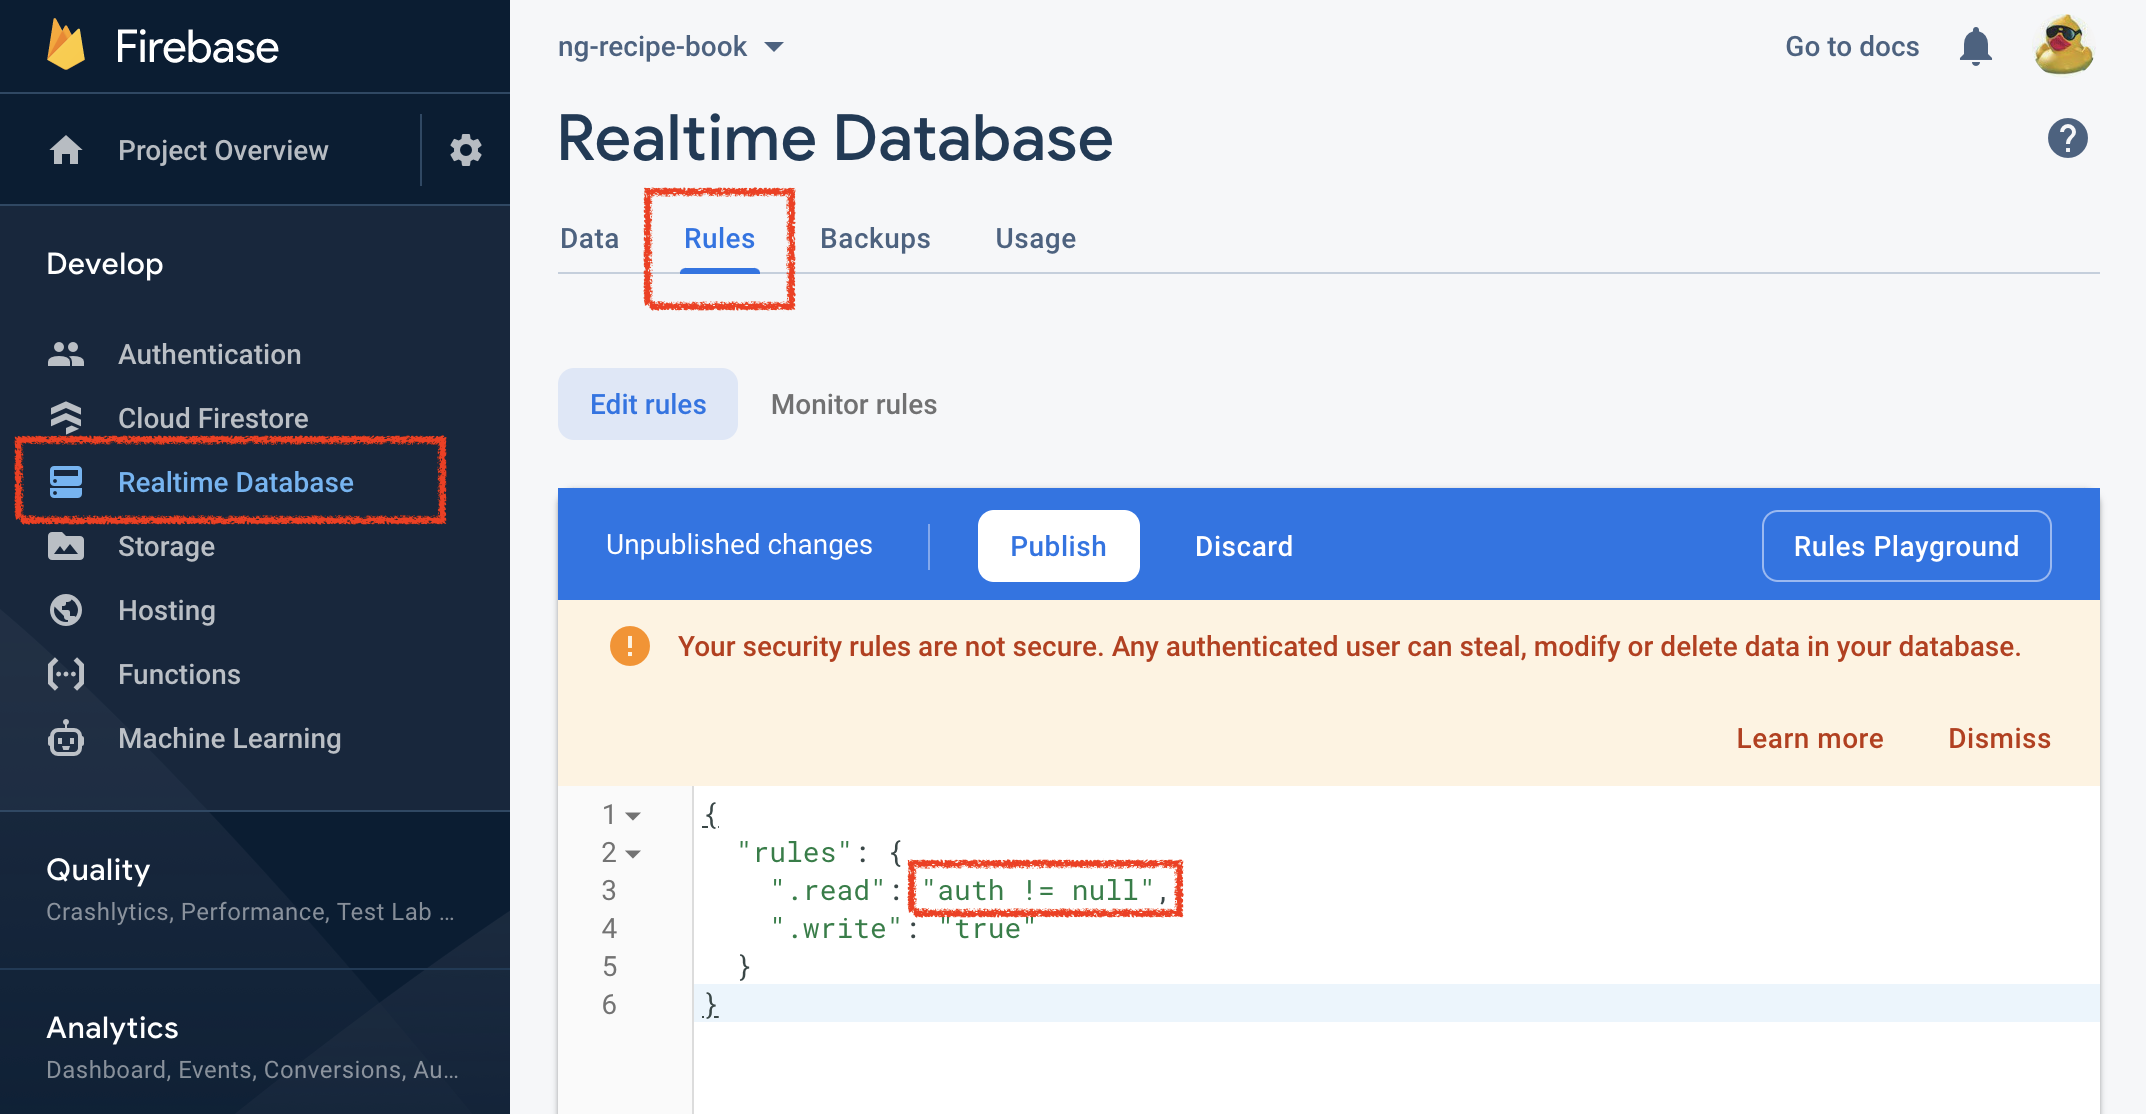 Firebase
Project Overview
Develop
Authentication
Cloud Firestore
Realtime Database
Storage
Hosting
Functions
Machine Learning
Quality
Crashlytics, Performance, Test Lab ...
Analytics
Dashboard, Events, Conversions, Au...
ng-recipe-book
Go to docs
Realtime Database
?
Data Rules Backups Usage
Edit rules Monitor rules
Unpublished changes Publish Discard Rules Playground
! Your security rules are not secure. Any authenticated user can steal, modify or delete data in your database.
Learn more Dismiss
1 {
2 "rules": {
3 ".read": "auth != null",
4 ".write": "true"
5 }
6 }